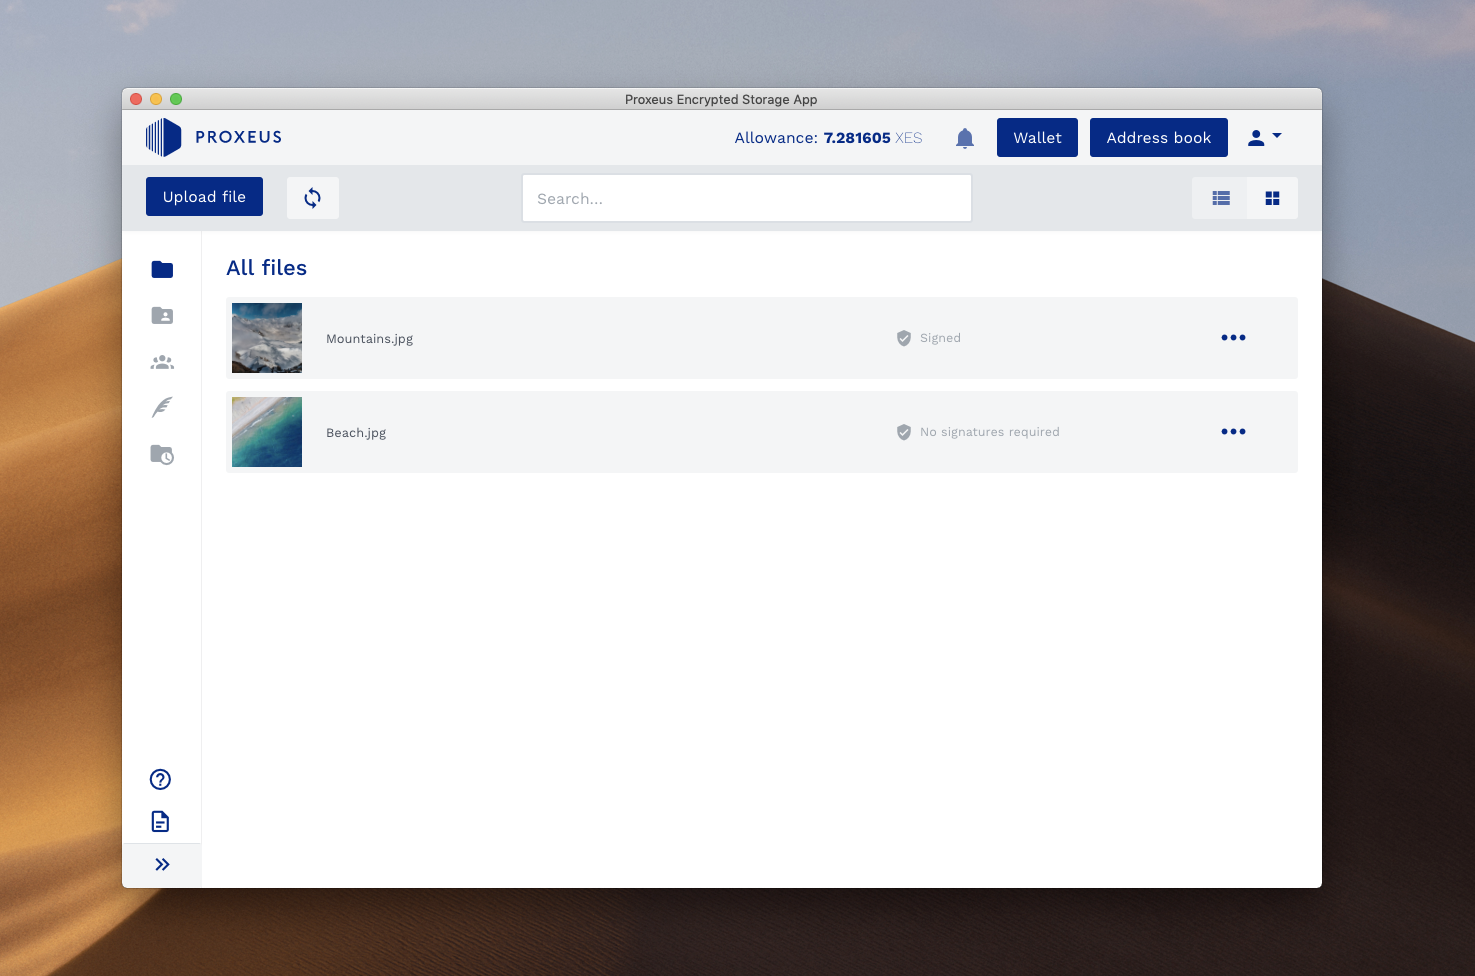 Proxeus Encrypted Storage App
PROXEUS
Allowance: 7.281605 XES
Wallet
Address book
Upload file
Search...
All files
Mountains.jpg
Signed
Beach.jpg
No signatures required